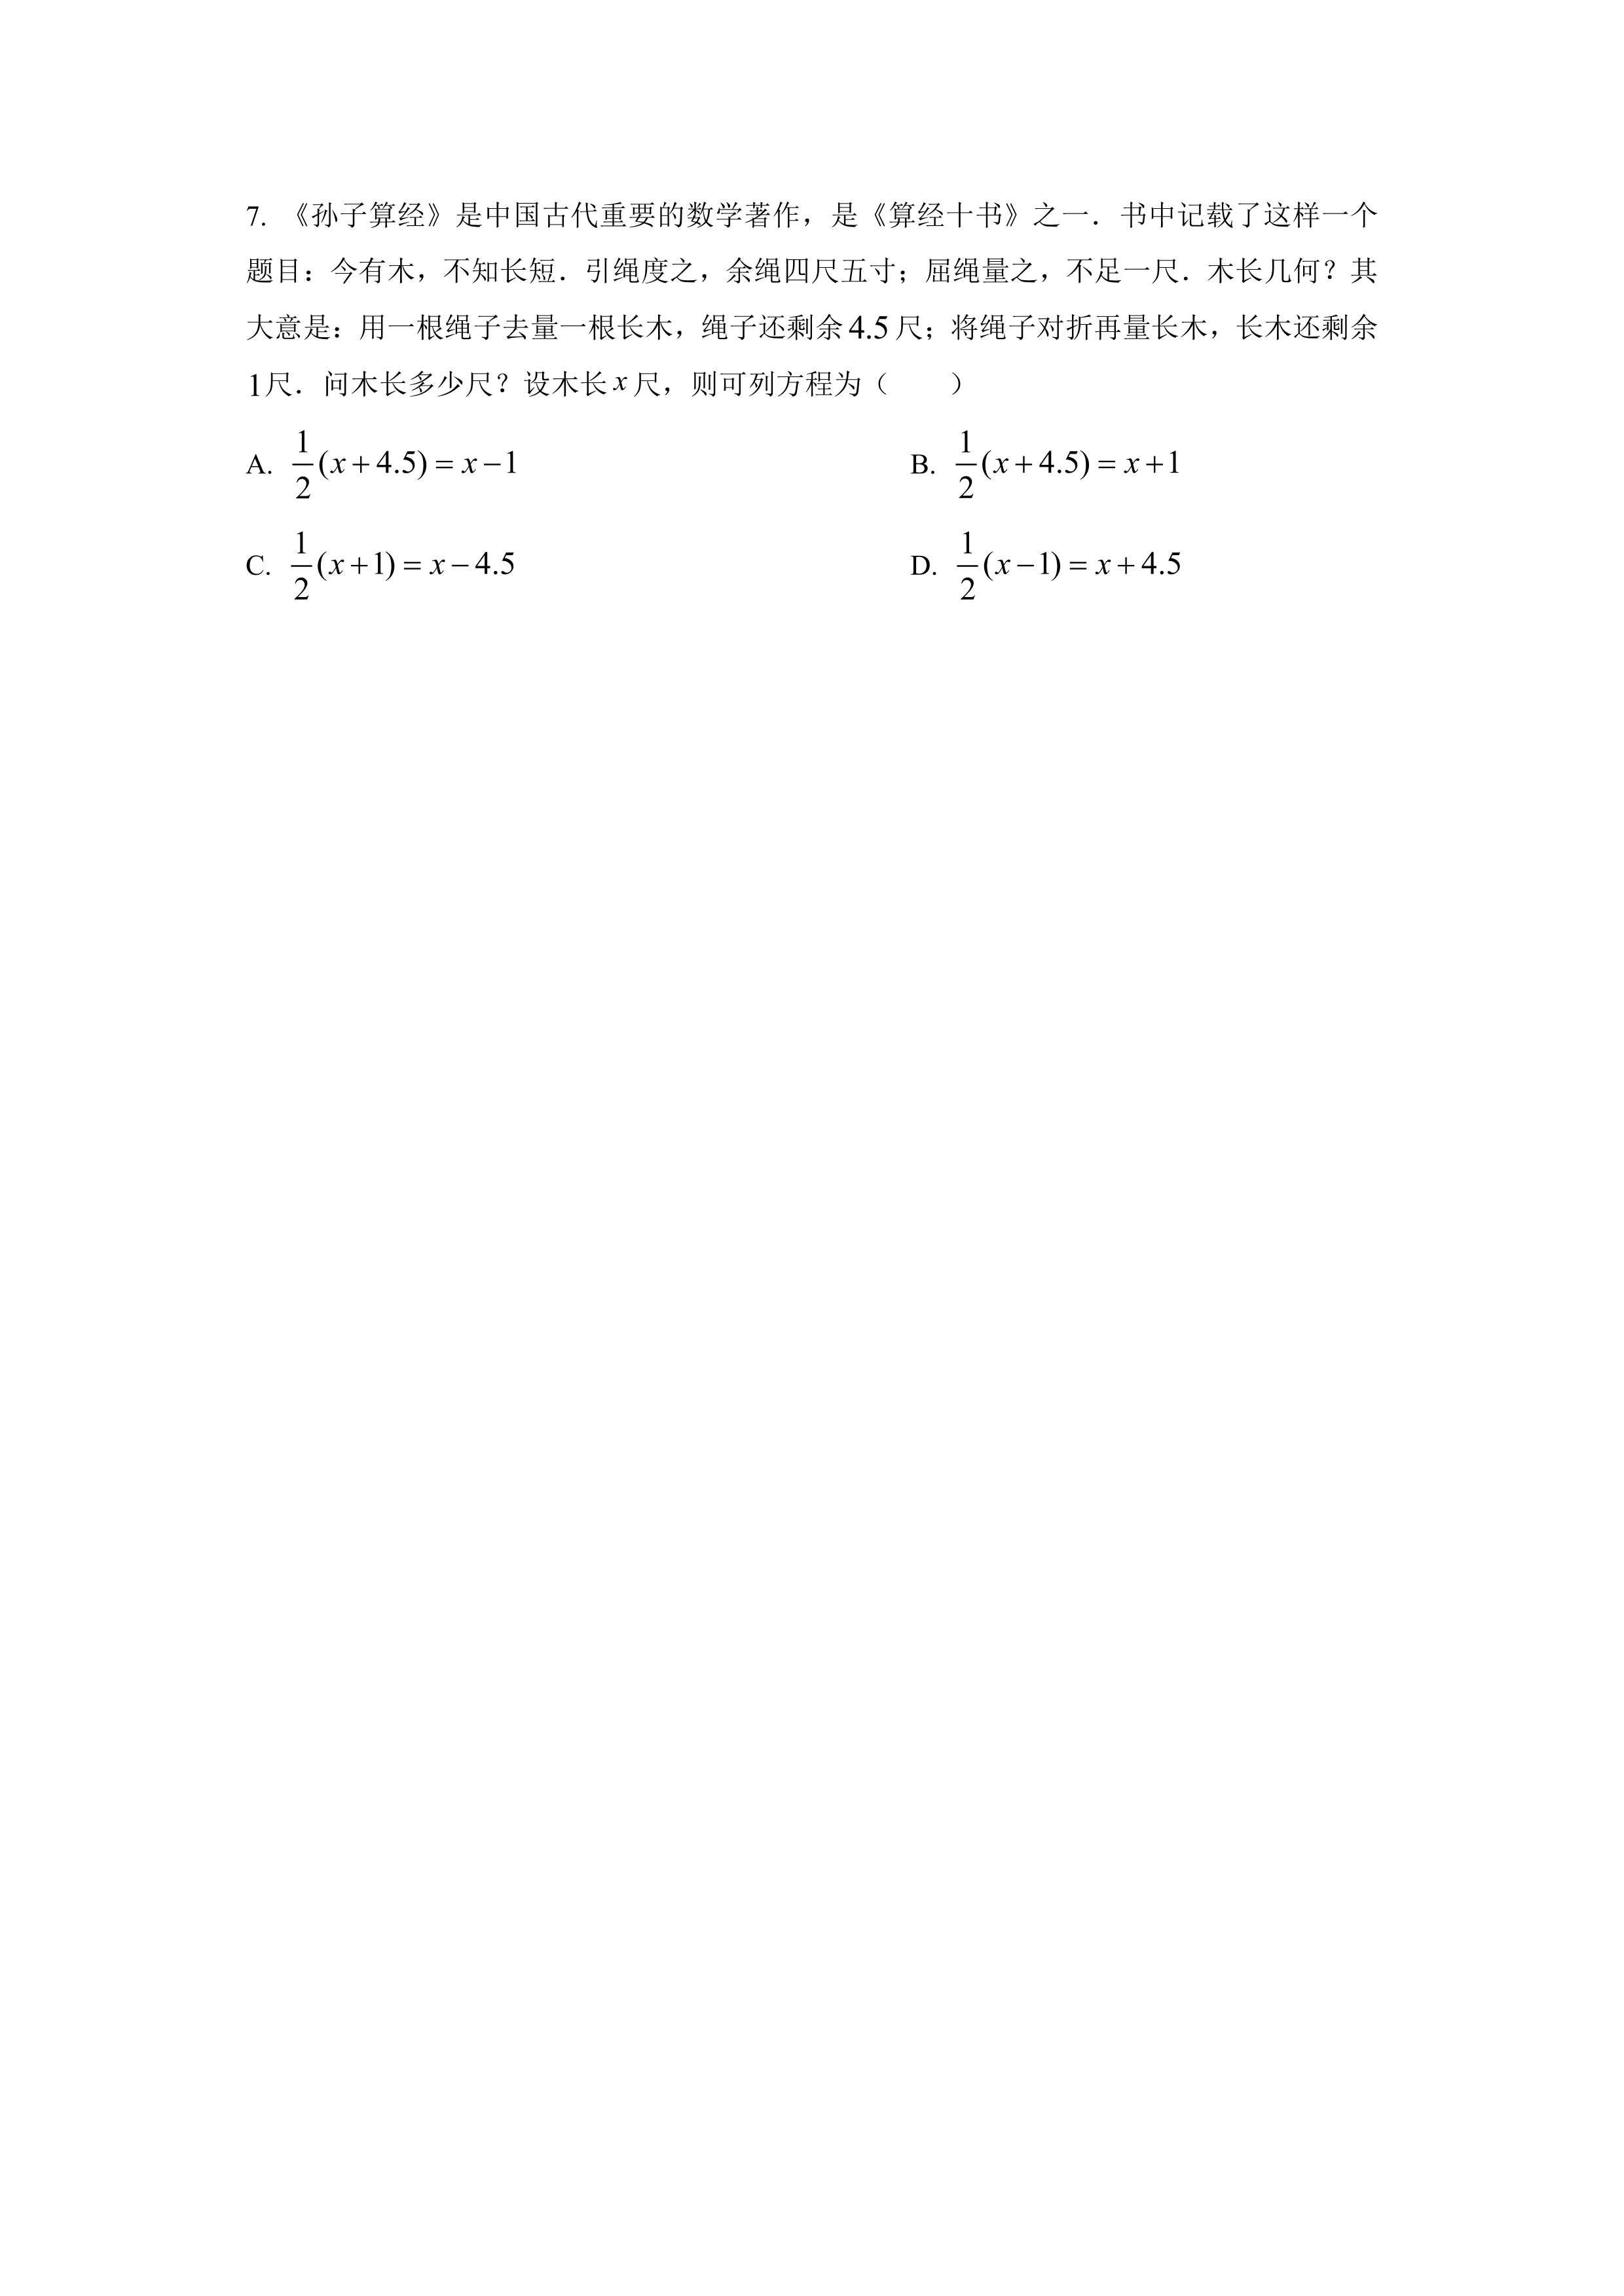 7. 《孙子算经》是中国古代重要的数学著作，是《算经十书》之一．书中记载了这样一个
题目：今有木，不知长短．引绳度之，余绳四尺五寸；屈绳量之，不足一尺．木长几何？其
大意是：用一根绳子去量一根长木，绳子还剩余4.5尺；将绳子对折再量长木，长木还剩余
1尺．问木长多少尺？设木长x尺，则可列方程为（　　）
A. \frac{1}{2}(x+4.5)=x-1 B. \frac{1}{2}(x+4.5)=x+1
C. \frac{1}{2}(x+1)=x-4.5 D. \frac{1}{2}(x-1)=x+4.5